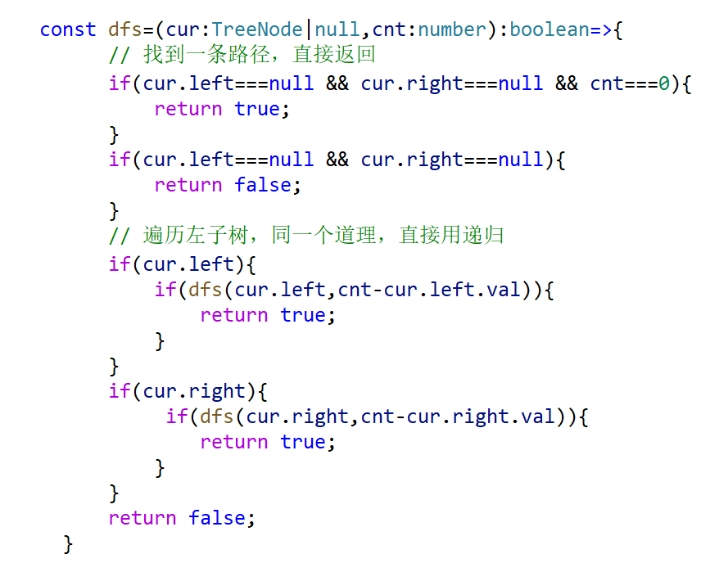 const dfs=(cur:TreeNode|null,cnt:number):boolean=>{
// 找到一条路径，直接返回
if(cur.left===null && cur.right===null && cnt===0){
return true;
}
if(cur.left===null && cur.right===null){
return false;
}
// 遍历左子树，同一个道理，直接用递归
if(cur.left){
if(dfs(cur.left,cnt-cur.left.val)){
return true;
}
}
if(cur.right){
if(dfs(cur.right,cnt-cur.right.val)){
return true;
}
}
return false;
}